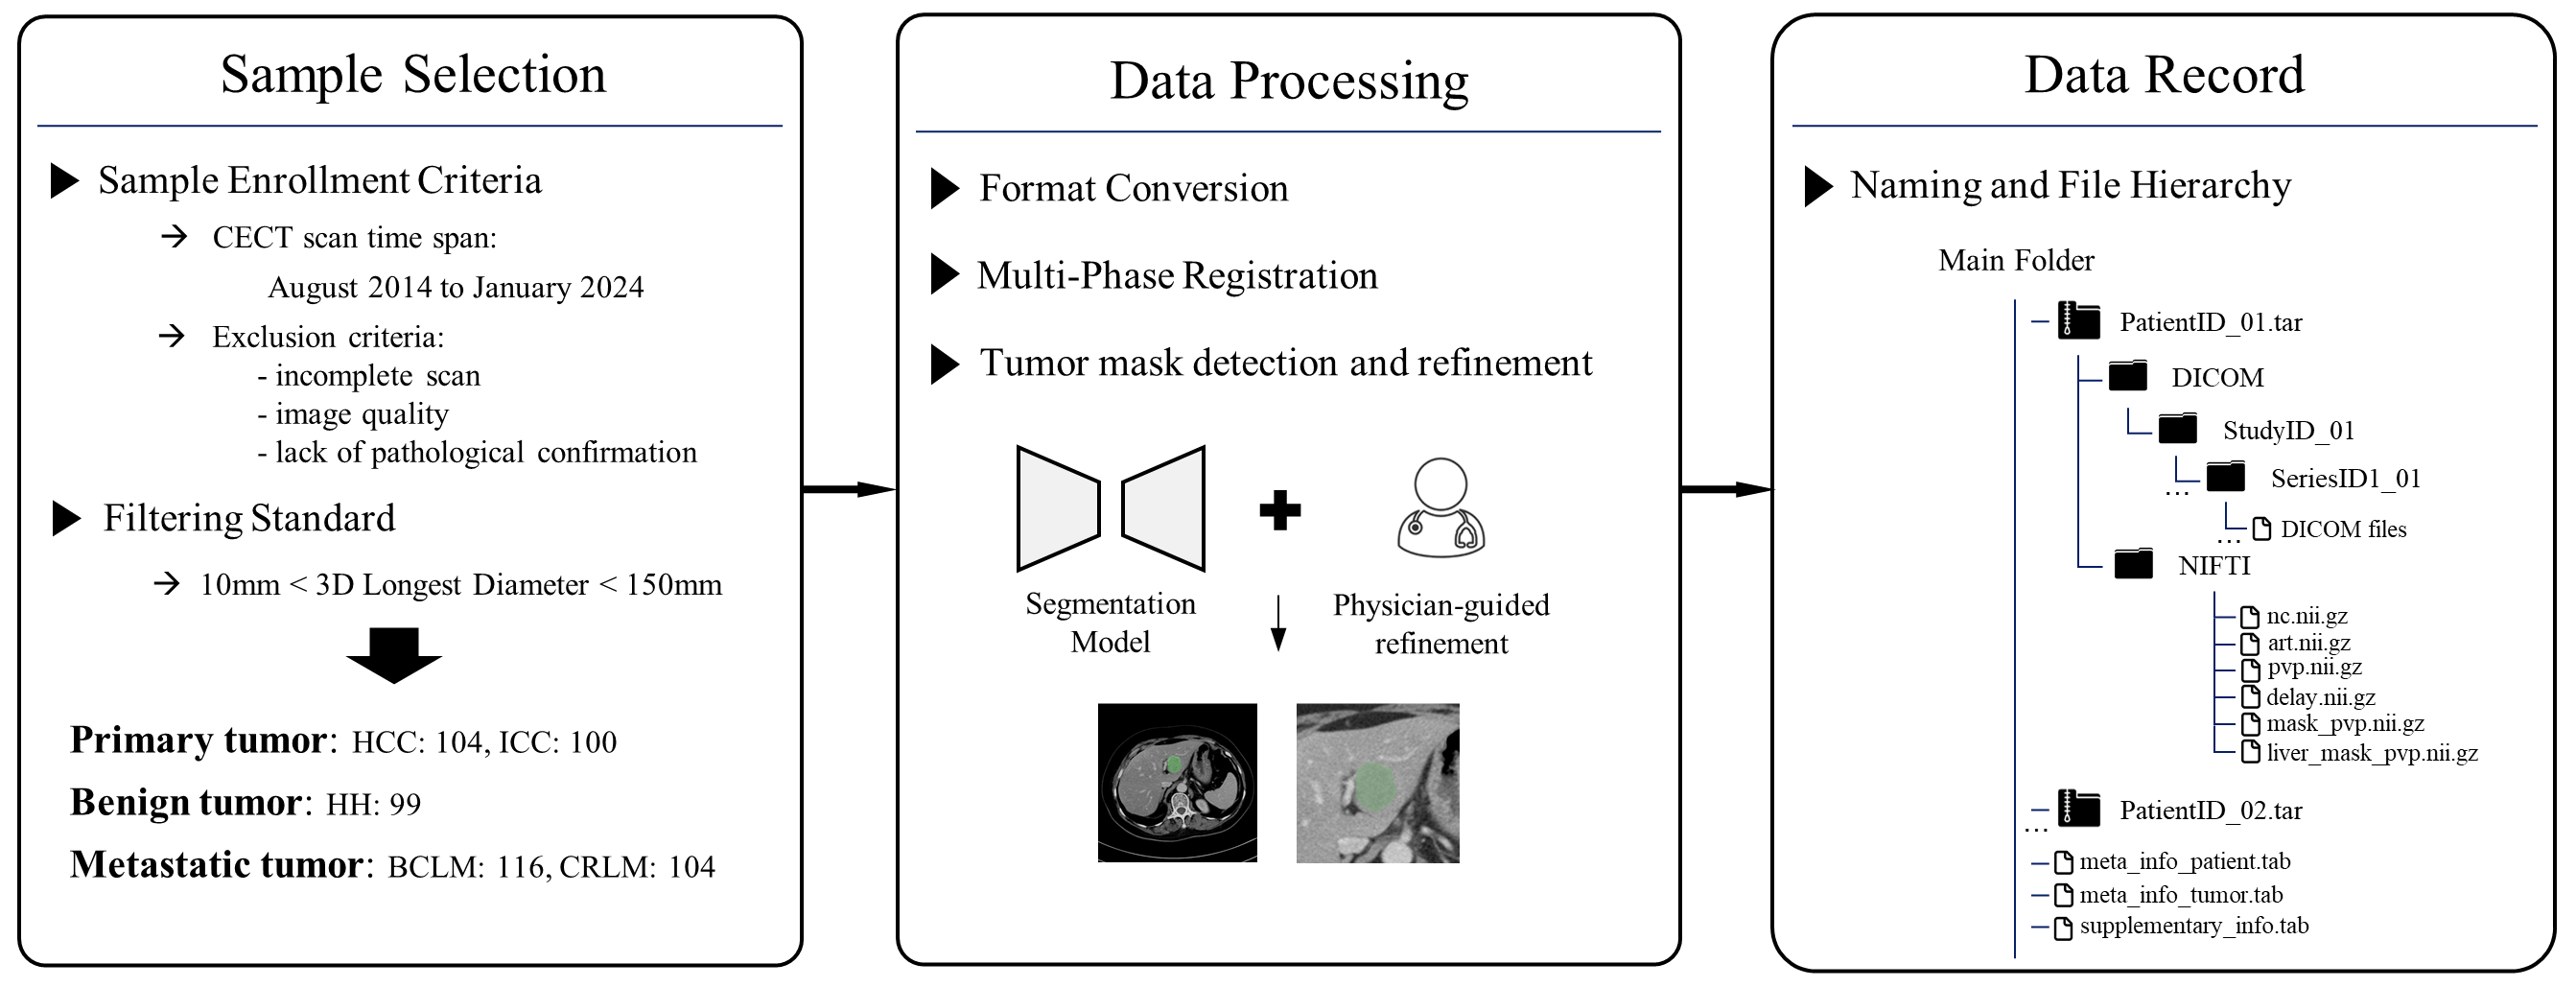 Sample Selection
Sample Enrollment Criteria
→ CECT scan time span:
August 2014 to January 2024
→ Exclusion criteria:
- incomplete scan
- image quality
- lack of pathological confirmation
Filtering Standard
→ 10mm < 3D Longest Diameter < 150mm
Primary tumor: HCC: 104, ICC: 100
Benign tumor: HH: 99
Metastatic tumor: BCLM: 116, CRLM: 104
Data Processing
Format Conversion
Multi-Phase Registration
Tumor mask detection and refinement
Segmentation
Model
Physician-guided
refinement
Data Record
Naming and File Hierarchy
Main Folder
PatientID_01.tar
DICOM
StudyID_01
SeriesID1_01
...
DICOM files
...
NIFTI
nc.nii.gz
art.nii.gz
pvp.nii.gz
delay.nii.gz
mask_pvp.nii.gz
liver_mask_pvp.nii.gz
PatientID_02.tar
...
meta_info_patient.tab
meta_info_tumor.tab
supplementary_info.tab